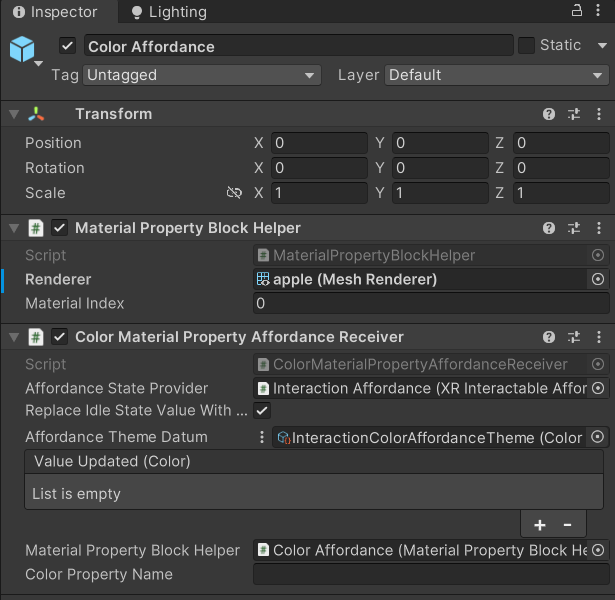 Inspector Lighting
Color Affordance Static
Tag Untagged Layer Default
Transform
Position X 0 Y 0 Z 0
Rotation X 0 Y 0 Z 0
Scale X 1 Y 1 Z 1
# Material Property Block Helper
Script # MaterialPropertyBlockHelper
Renderer apple (Mesh Renderer)
Material Index 0
# Color Material Property Affordance Receiver
Script # ColorMaterialPropertyAffordanceReceiver
Affordance State Provider # Interaction Affordance (XR Interactable Affor
Replace Idle State Value With ...
Affordance Theme Datum InteractionColorAffordanceTheme (Color
Value Updated (Color)
List is empty
+ -
Material Property Block Helper # Color Affordance (Material Property Block He
Color Property Name